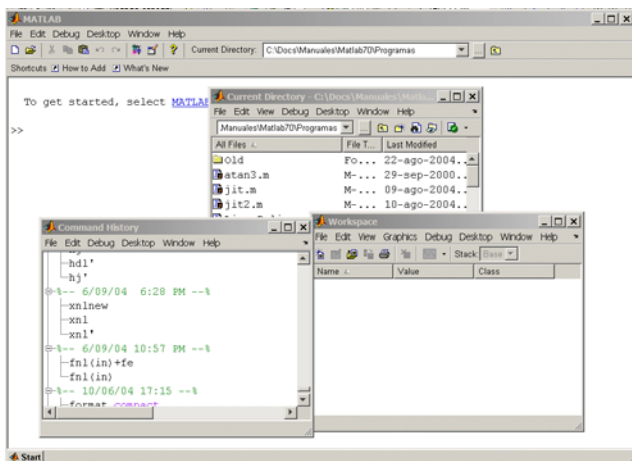 MATLAB
File Edit Debug Desktop Window Help
Current Directory: C:\Docs\Manuales\Matlab70\Programas
Shortcuts How to Add What's New
To get started, select MATLAB
>>
Current Directory - C:\Docs\Manuales\Matla...
File Edit View Debug Desktop Window Help
Manuales\Matlab70\Programas
All Files File T... Last Modified
Old Fo... 22-ago-2004..
atan3.m M-... 29-sep-2000..
jit.m M-... 09-ago-2004..
jit2.m M-... 10-ago-2004..
Command History
File Edit Debug Desktop Window Help
hd1'
hj'
%-- 6/09/04 6:28 PM --%
xnlnew
xnl
xnl'
%-- 6/09/04 10:57 PM --%
fnl(in)+fe
fnl(in)
%-- 10/06/04 17:15 --%
format compact
Workspace
File Edit View Graphics Debug Desktop Window Help
Stack: Base
Name Value Class
Start